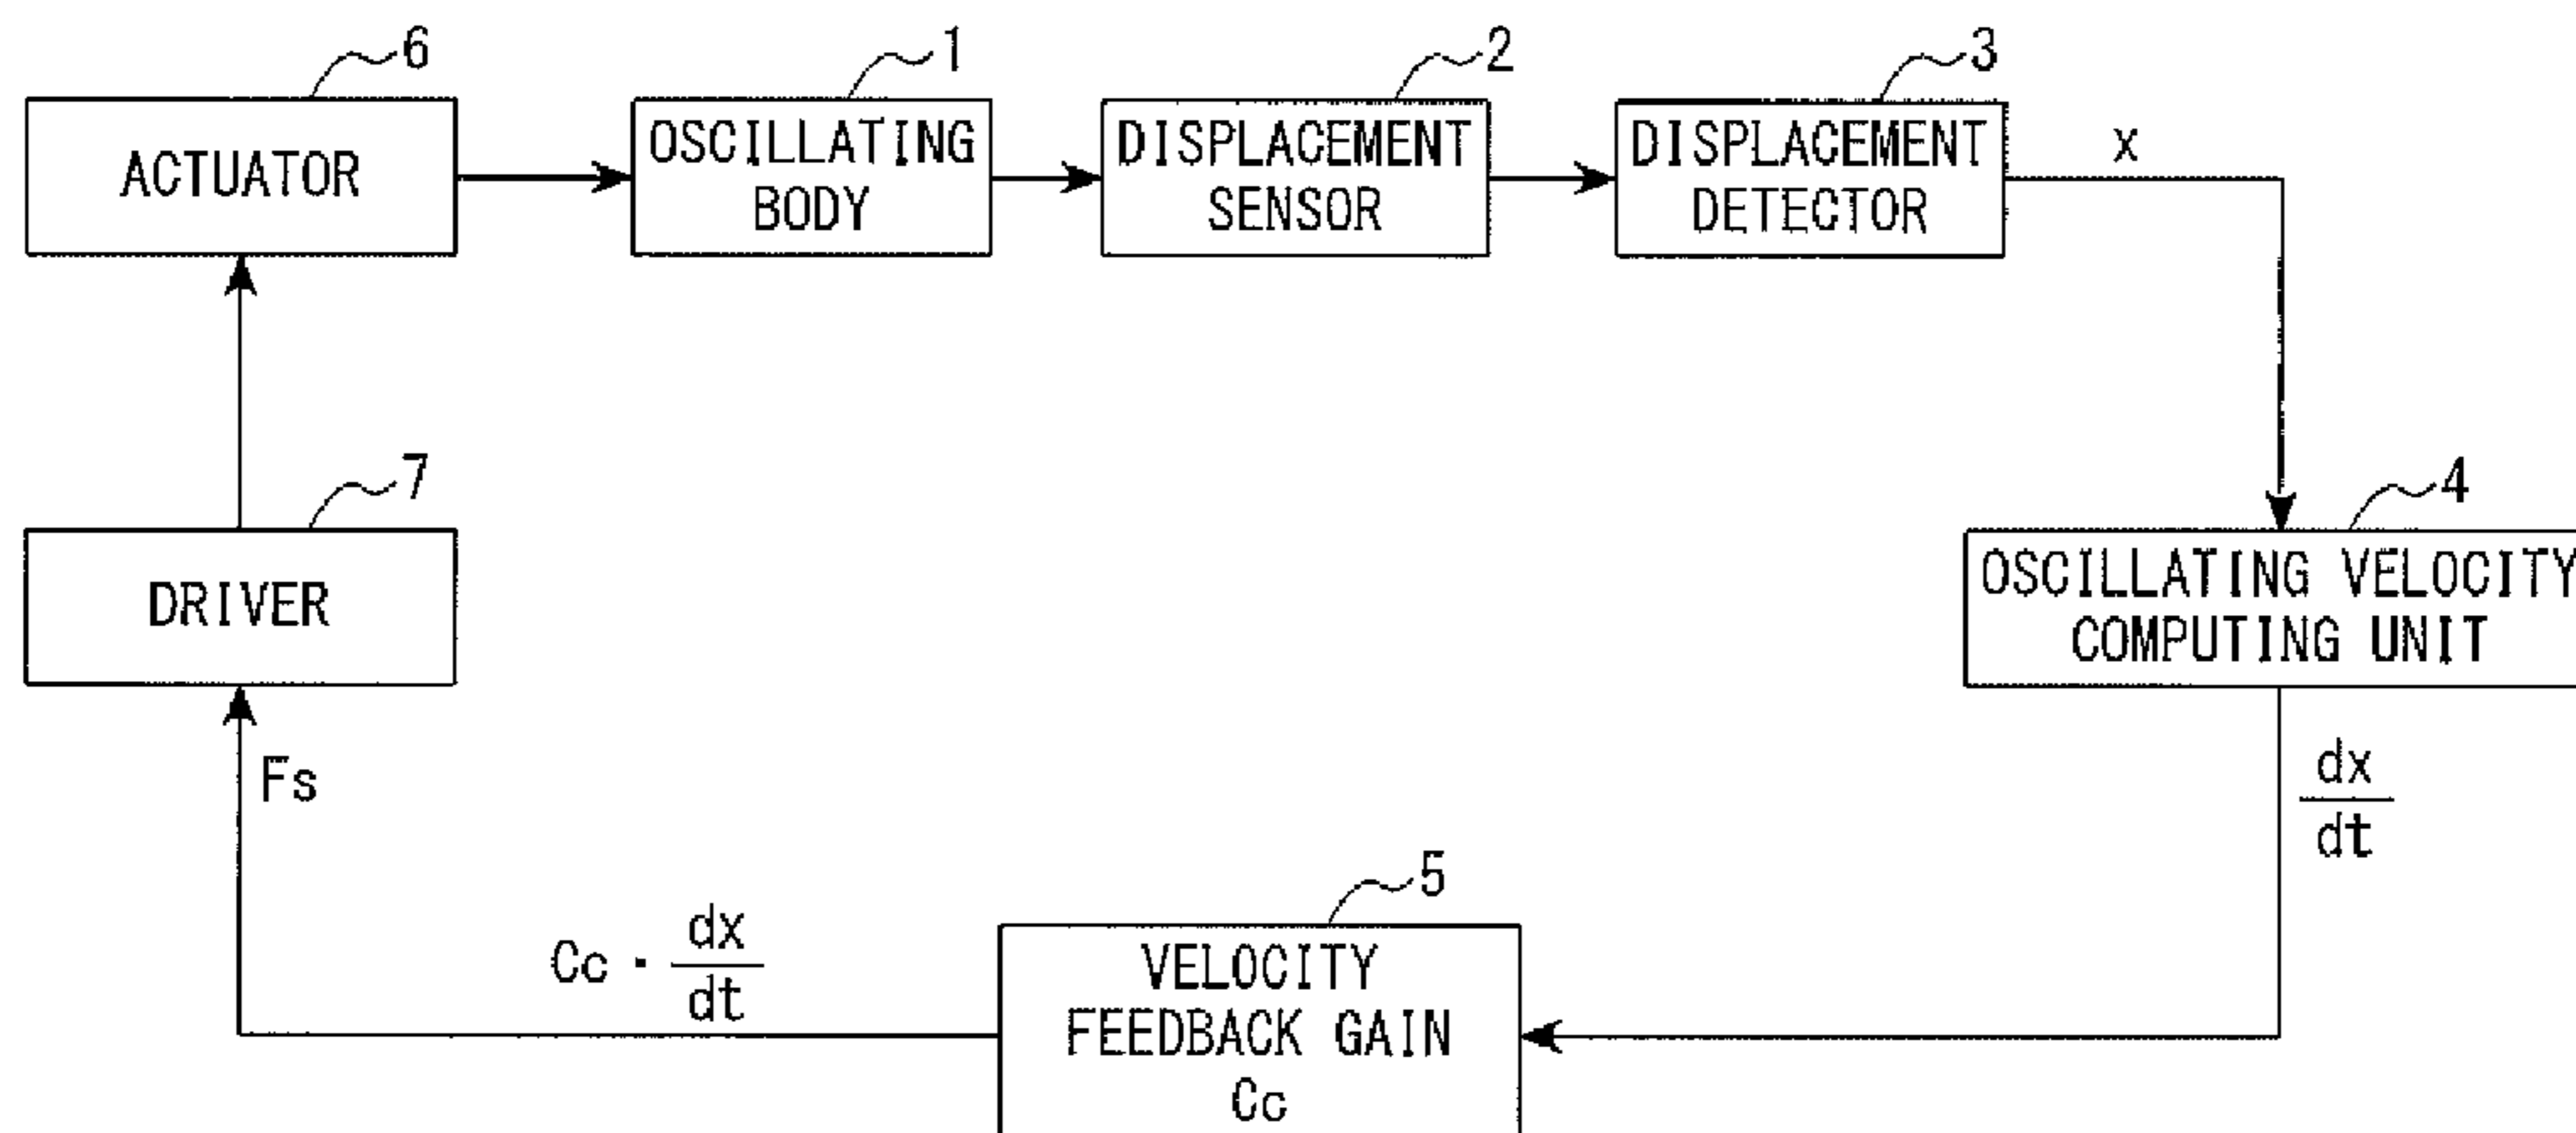 6
1
2
3
ACTUATOR
OSCILLATING
BODY
DISPLACEMENT
SENSOR
DISPLACEMENT
DETECTOR
x
7
4
DRIVER
OSCILLATING VELOCITY
COMPUTING UNIT
Fs
dx
dt
5
Cc · dx
dt
VELOCITY
FEEDBACK GAIN
Cc